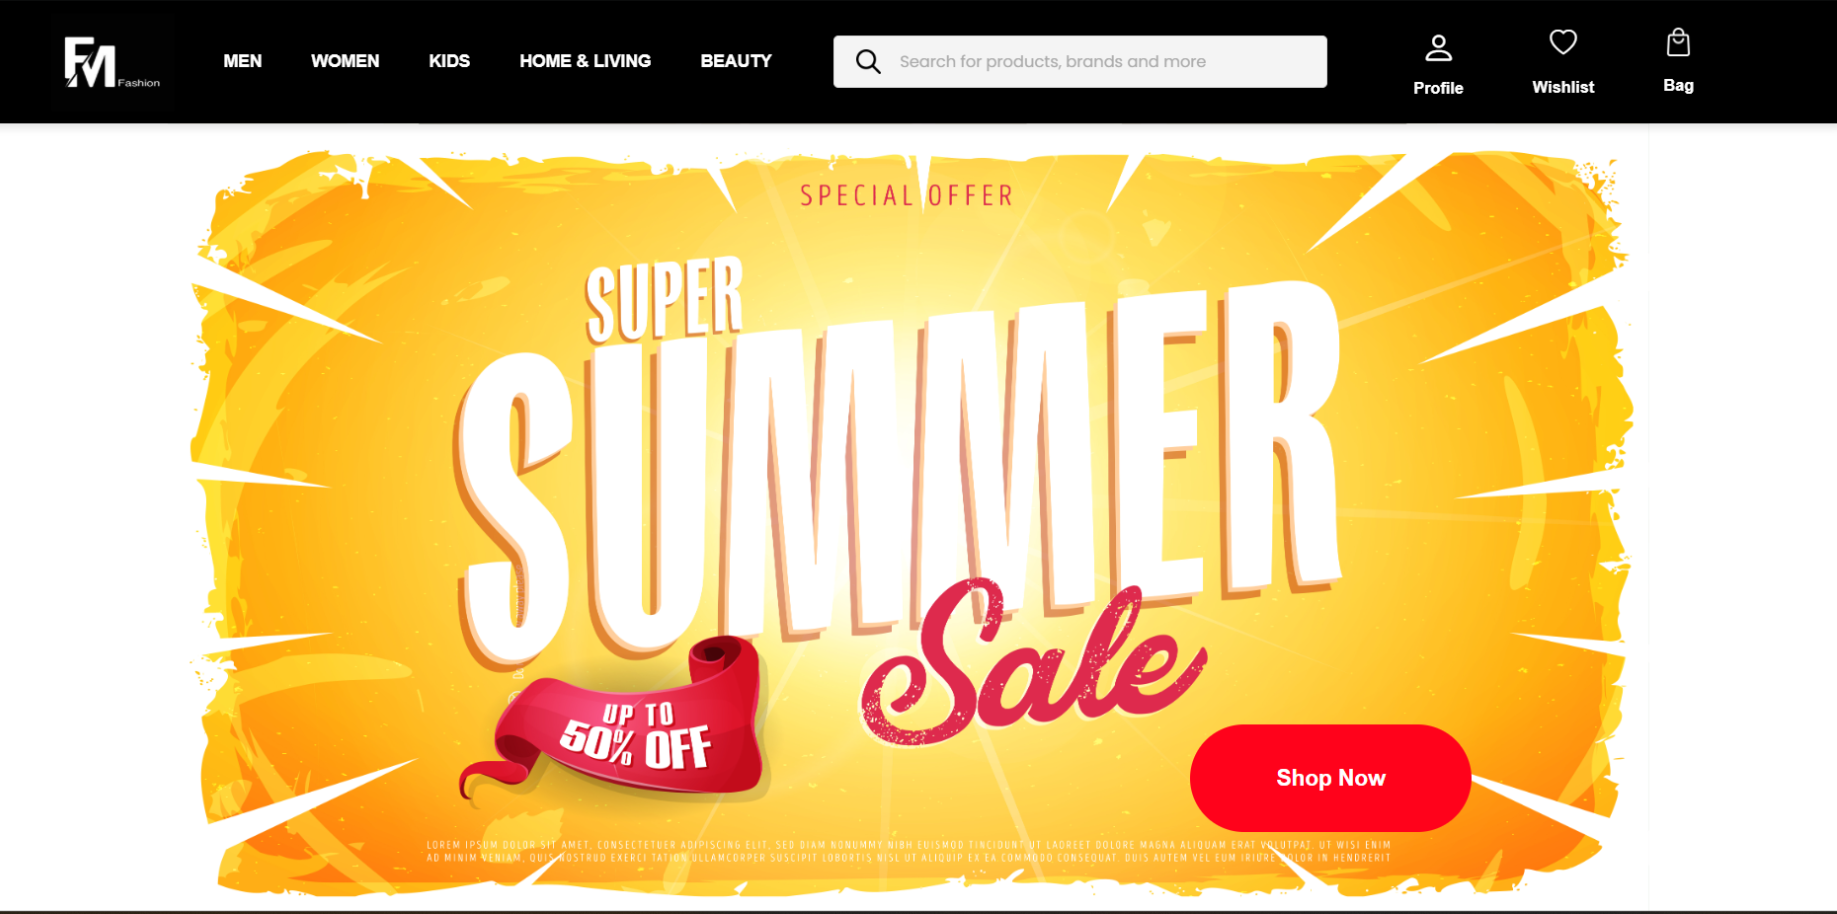 FM Fashion
MEN WOMEN KIDS HOME & LIVING BEAUTY
Search for products, brands and more
Profile Wishlist Bag
SPECIAL OFFER
SUPER
SUMMER
Sale
UP TO
50% OFF
Shop Now
LOREM IPSUM DOLOR SIT AMET, CONSECTETUER ADIPISCING ELIT, SED DIAM NONUMMY NIBH EUISMOD TINCIDUNT UT LAOREET DOLORE MAGNA ALIQUAM ERAT VOLUTPAT. UT WISI ENIM
AD MINIM VENIAM, QUIS NOSTRUD EXERCI TATION ULLAMCORPER SUSCIPIT LOBORTIS NISL UT ALIQUIP EX EA COMMODO CONSEQUAT. DUIS AUTEM VEL EUM IRIURE DOLOR IN HENDRERIT